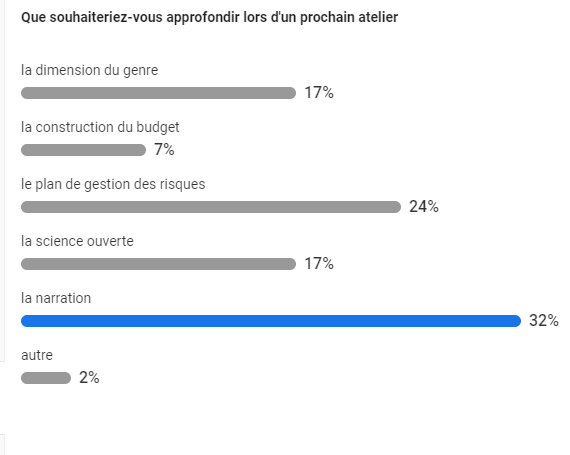 Que souhaiteriez-vous approfondir lors d'un prochain atelier
la dimension du genre
17%
la construction du budget
7%
le plan de gestion des risques
24%
la science ouverte
17%
la narration
32%
autre
2%